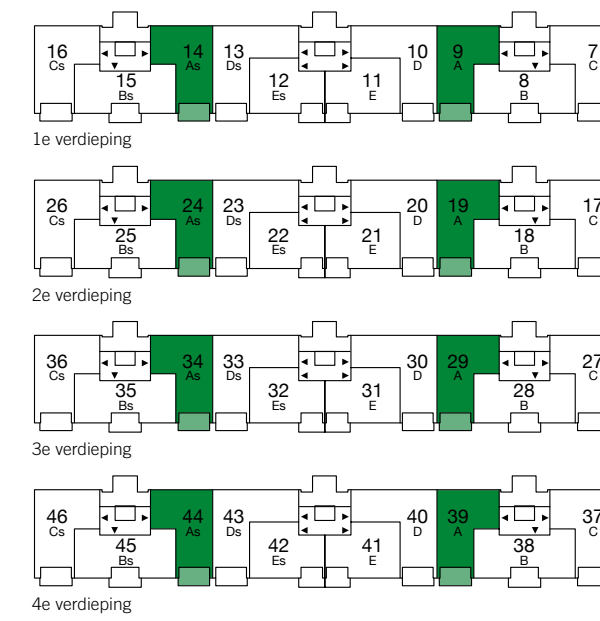 16 14 13 10 9 7
Cs As Ds D A C
15 12 11 8
Bs Es E B
1e verdieping
26 24 23 20 19 17
Cs As Ds D A C
25 22 21 18
Bs Es E B
2e verdieping
36 34 33 30 29 27
Cs As Ds D A C
35 32 31 28
Bs Es E B
3e verdieping
46 44 43 40 39 37
Cs As Ds D A C
45 42 41 38
Bs Es E B
4e verdieping